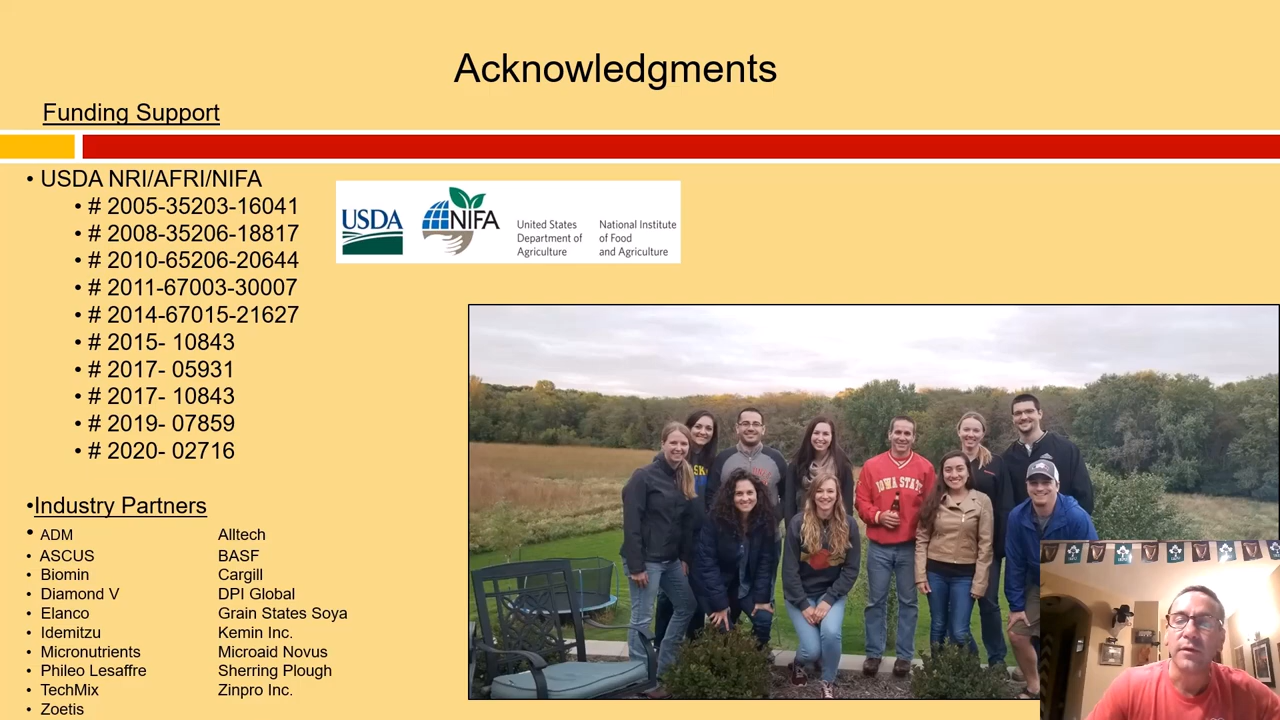 Acknowledgments
Funding Support
• USDA NRI/AFRI/NIFA
• # 2005-35203-16041
• # 2008-35206-18817
• # 2010-65206-20644
• # 2011-67003-30007
• # 2014-67015-21627
• # 2015- 10843
• # 2017- 05931
• # 2017- 10843
• # 2019- 07859
• # 2020- 02716
USDA
NIFA
United States
Department of
Agriculture
National Institute
of Food
and Agriculture
•Industry Partners
• ADM Alltech
• ASCUS BASF
• Biomin Cargill
• Diamond V DPI Global
• Elanco Grain States Soya
• Idemitzu Kemin Inc.
• Micronutrients Microaid Novus
• Phileo Lesaffre Sherring Plough
• TechMix Zinpro Inc.
• Zoetis
IOWA STATE